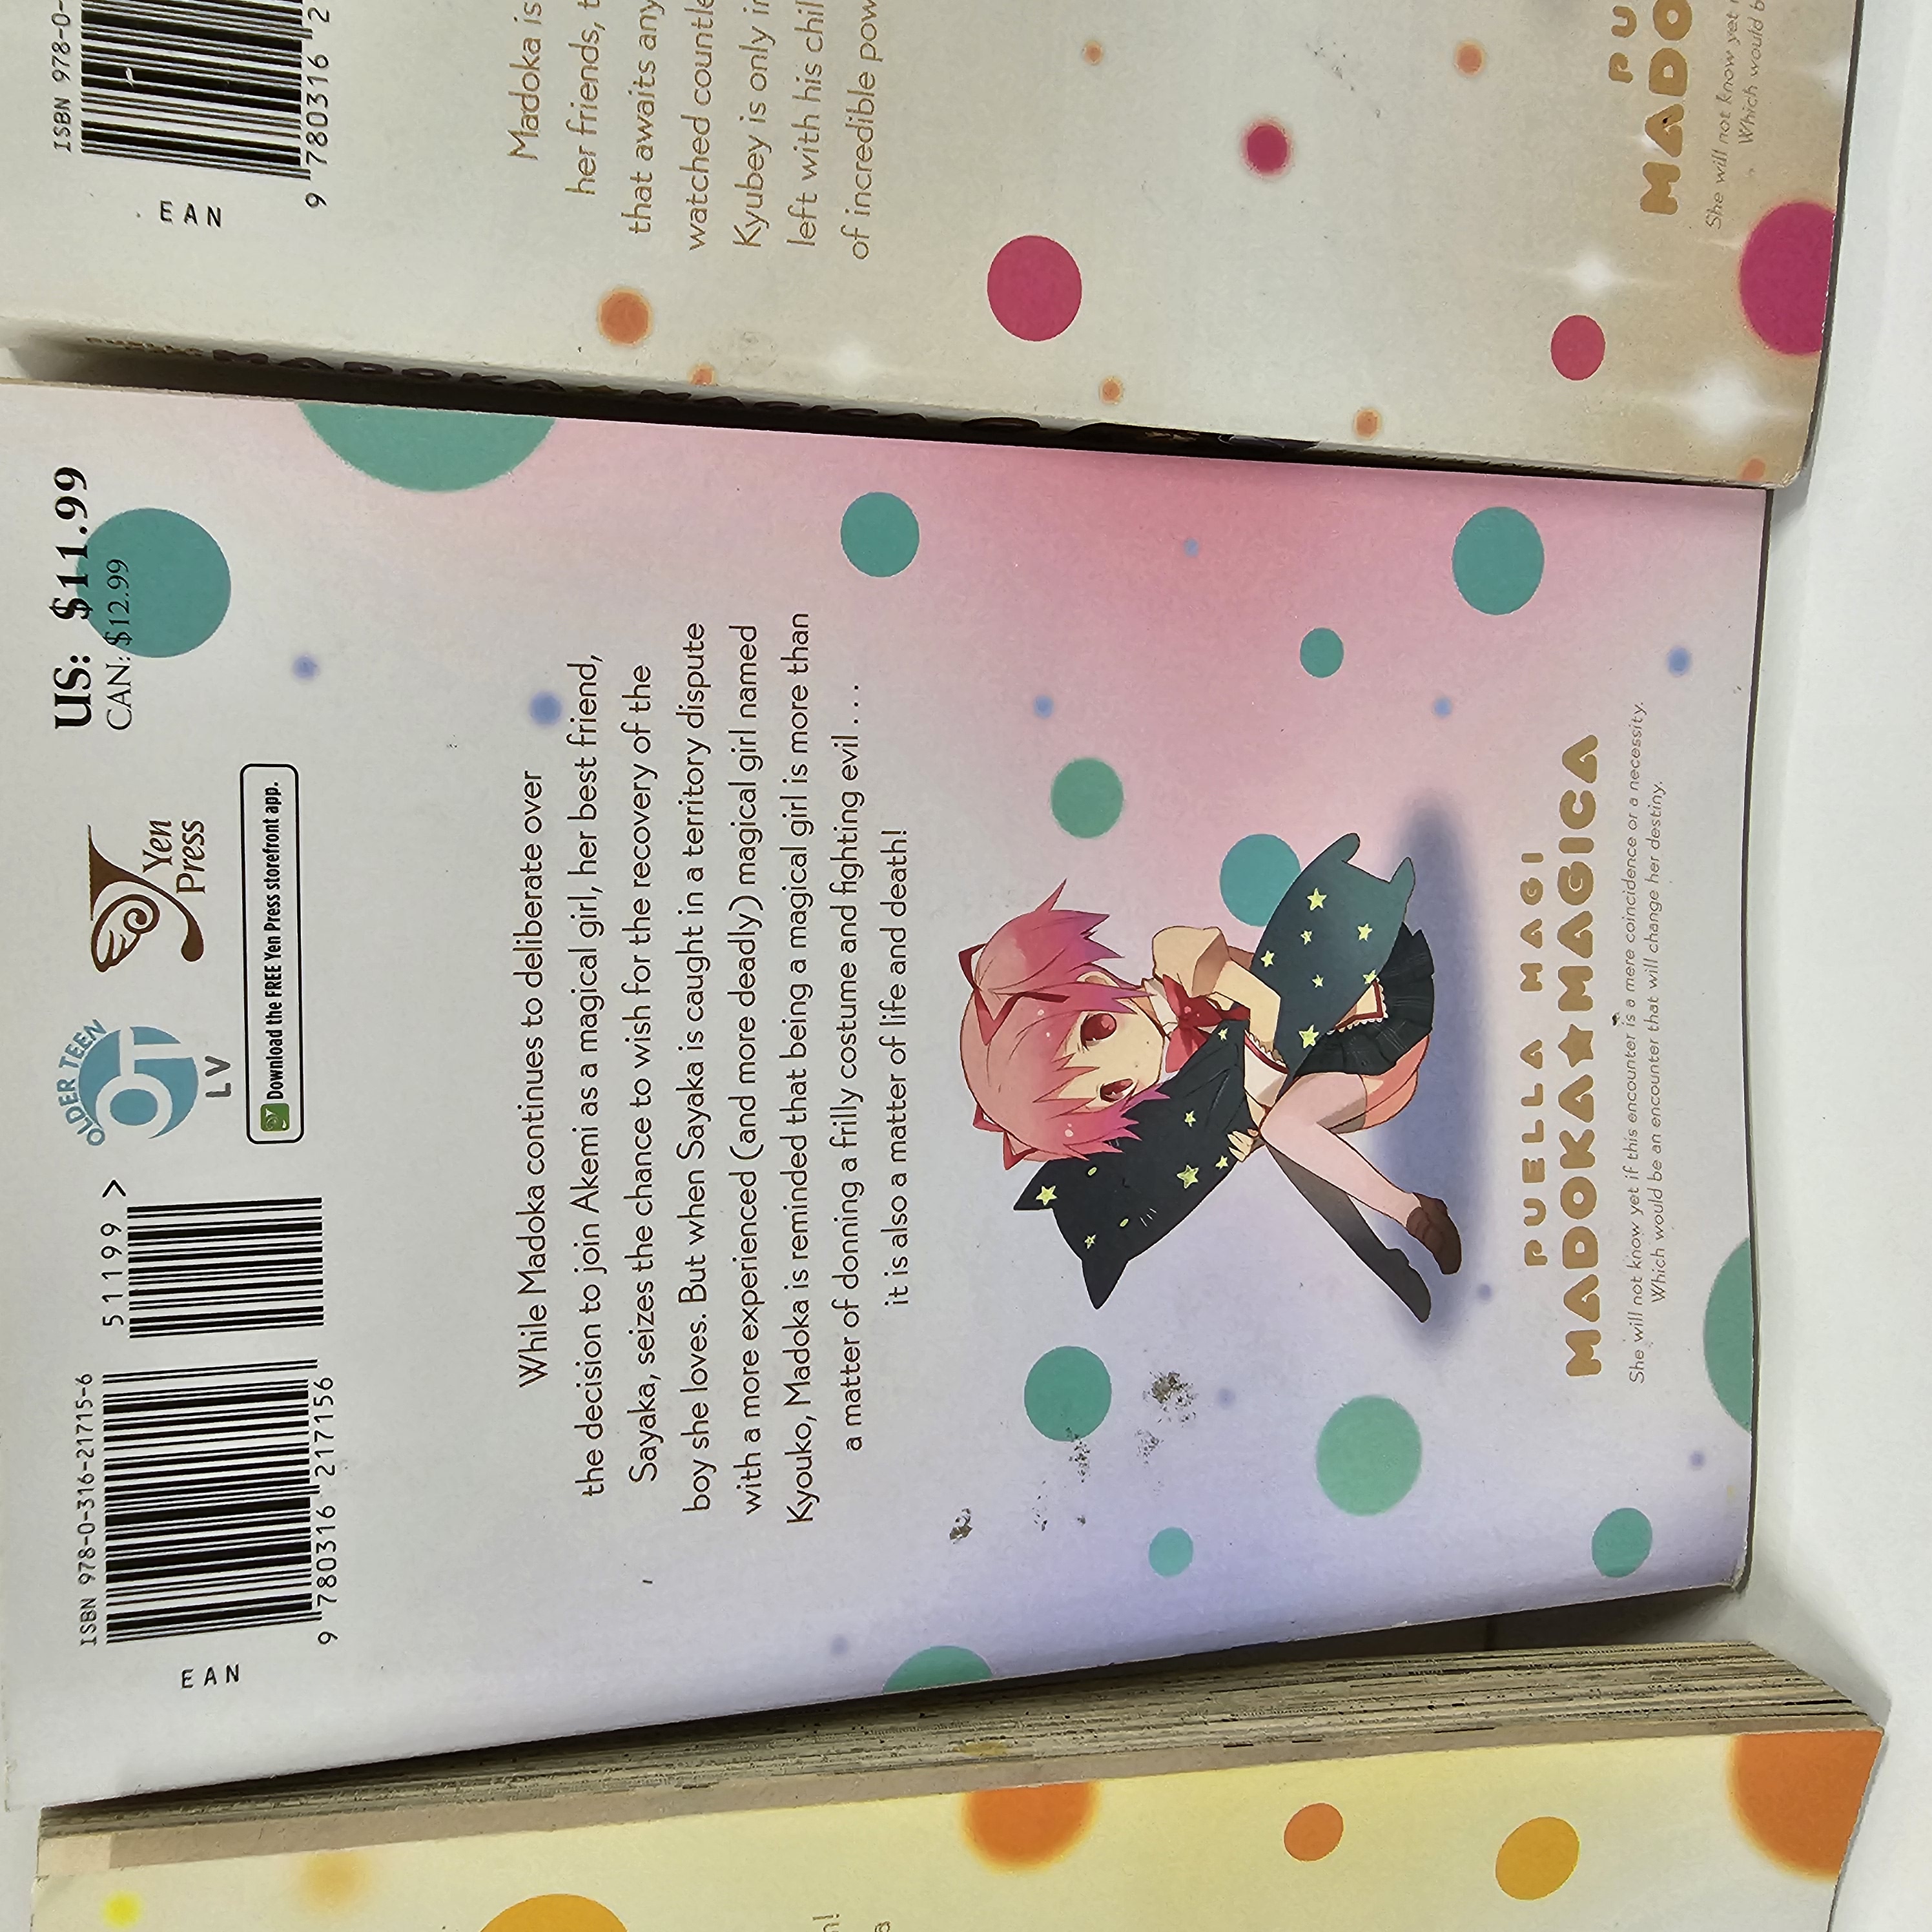 n!
a
ISBN 978-0-316-21715-6
51199 >
EAN
9 780316 217156
OLDER TEEN
OT
LV
Yen
Press
US: $11.99
CAN: $12.99
Download the FREE Yen Press storefront app.
While Madoka continues to deliberate over
the decision to join Akemi as a magical girl, her best friend,
Sayaka, seizes the chance to wish for the recovery of the
boy she loves. But when Sayaka is caught in a territory dispute
with a more experienced (and more deadly) magical girl named
Kyouko, Madoka is reminded that being a magical girl is more than
a matter of donning a frilly costume and fighting evil . . .
it is also a matter of life and death!
PUELLA MAGI
MADOKA★MAGICA
She will not know yet if this encounter is a mere coincidence or a necessity.
Which would be an encounter that will change her destiny.
ISBN 978-0-
EAN
9 780316 2
Madoka is
her friends, t
that awaits any
watched countle
Kyubey is only in
left with his chil
of incredible pow
PU
MADO
She will not know yet
Which would b